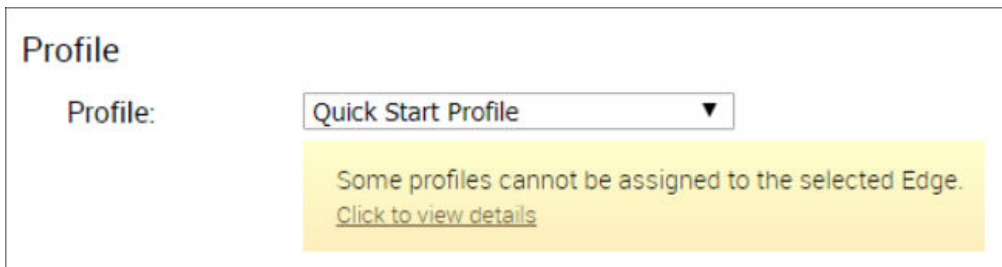 Profile
Profile: Quick Start Profile
Some profiles cannot be assigned to the selected Edge.
Click to view details